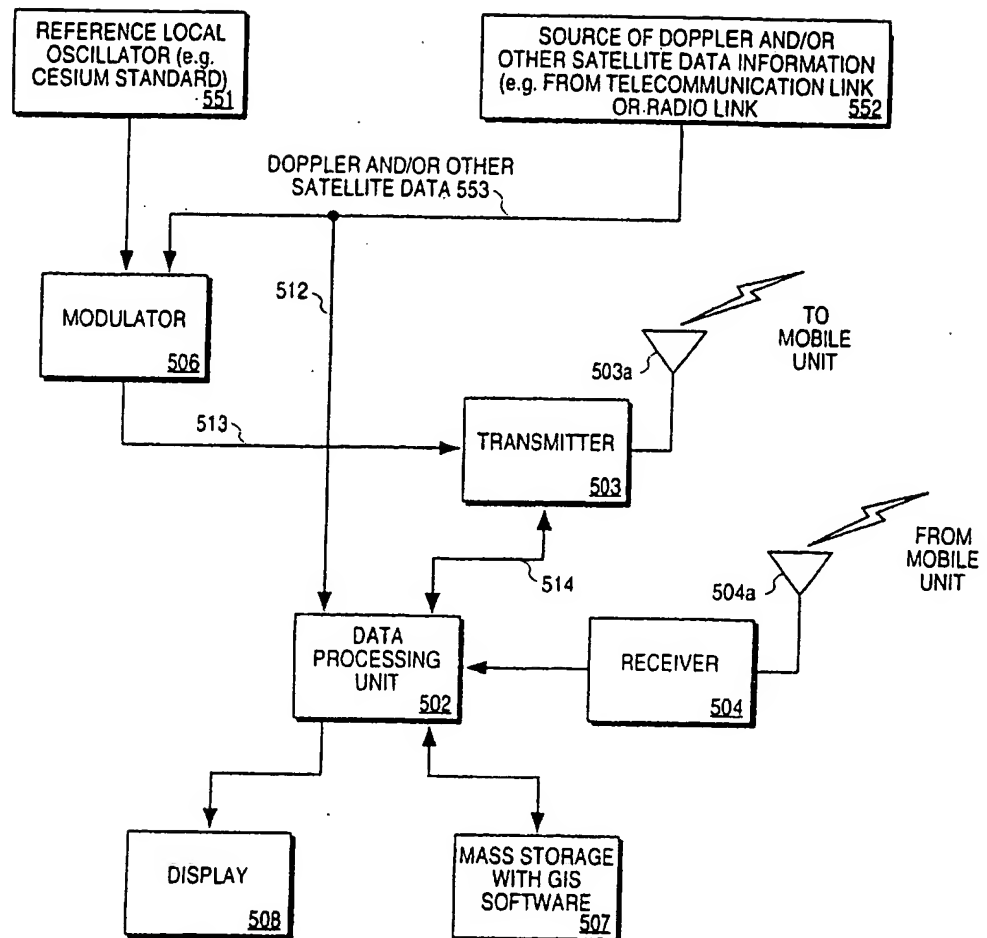 REFERENCE LOCAL
OSCILLATOR (e.g.
CESIUM STANDARD)
551
SOURCE OF DOPPLER AND/OR
OTHER SATELLITE DATA INFORMATION
(e.g. FROM TELECOMMUNICATION LINK
OR RADIO LINK
552
DOPPLER AND/OR OTHER
SATELLITE DATA 553
512
MODULATOR
506
TO
MOBILE
UNIT
503a
513
TRANSMITTER
503
FROM
MOBILE
UNIT
504a
514
DATA
PROCESSING
UNIT
502
RECEIVER
504
DISPLAY
508
MASS STORAGE
WITH GIS
SOFTWARE
507